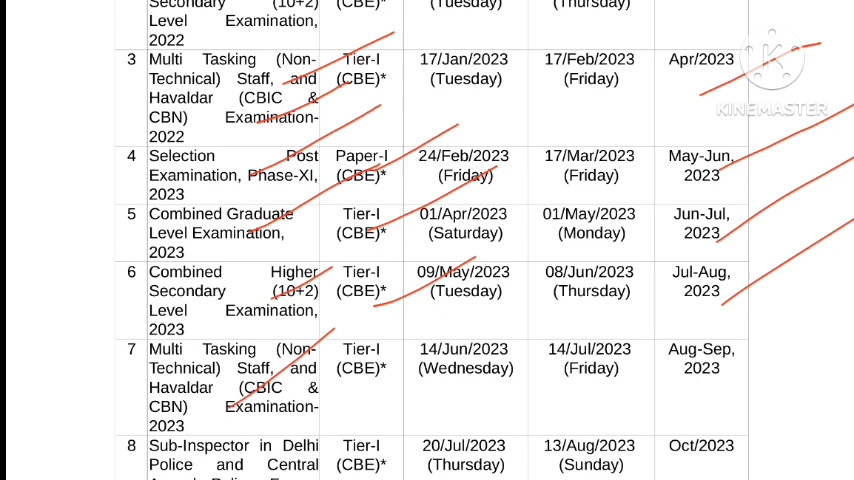 Secondary (10+2) (CBE)* (Tuesday) (Thursday)
Level Examination,
2022
3 Multi Tasking (Non- Tier-I 17/Jan/2023 17/Feb/2023 Apr/2023
Technical) Staff, and (CBE)* (Tuesday) (Friday)
Havaldar (CBIC &
CBN) Examination-
2022
4 Selection Post Paper-I 24/Feb/2023 17/Mar/2023 May-Jun,
Examination, Phase-XI, (CBE)* (Friday) (Friday) 2023
2023
5 Combined Graduate Tier-I 01/Apr/2023 01/May/2023 Jun-Jul,
Level Examination, (CBE)* (Saturday) (Monday) 2023
2023
6 Combined Higher Tier-I 09/May/2023 08/Jun/2023 Jul-Aug,
Secondary (10+2) (CBE)* (Tuesday) (Thursday) 2023
Level Examination,
2023
7 Multi Tasking (Non- Tier-I 14/Jun/2023 14/Jul/2023 Aug-Sep,
Technical) Staff, and (CBE)* (Wednesday) (Friday) 2023
Havaldar (CBIC &
CBN) Examination-
2023
8 Sub-Inspector in Delhi Tier-I 20/Jul/2023 13/Aug/2023 Oct/2023
Police and Central (CBE)* (Thursday) (Sunday)
K
KINEMASTER